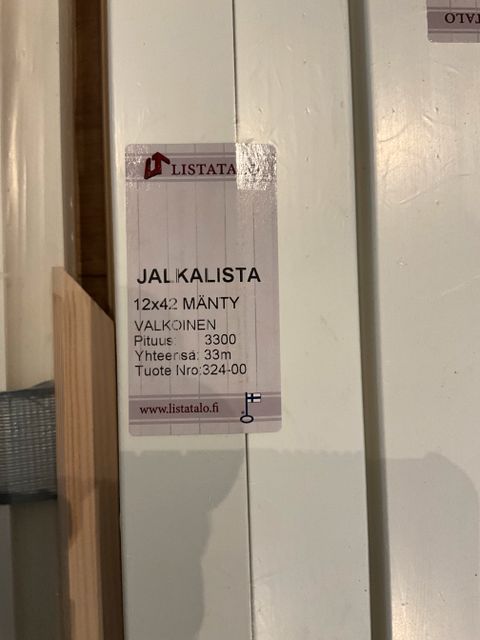 LISTATALO
JALKALISTA
12x42 MÄNTY
VALKOINEN
Pituus: 3300
Yhteensä: 33m
Tuote Nro:324-00
www.listatalo.fi